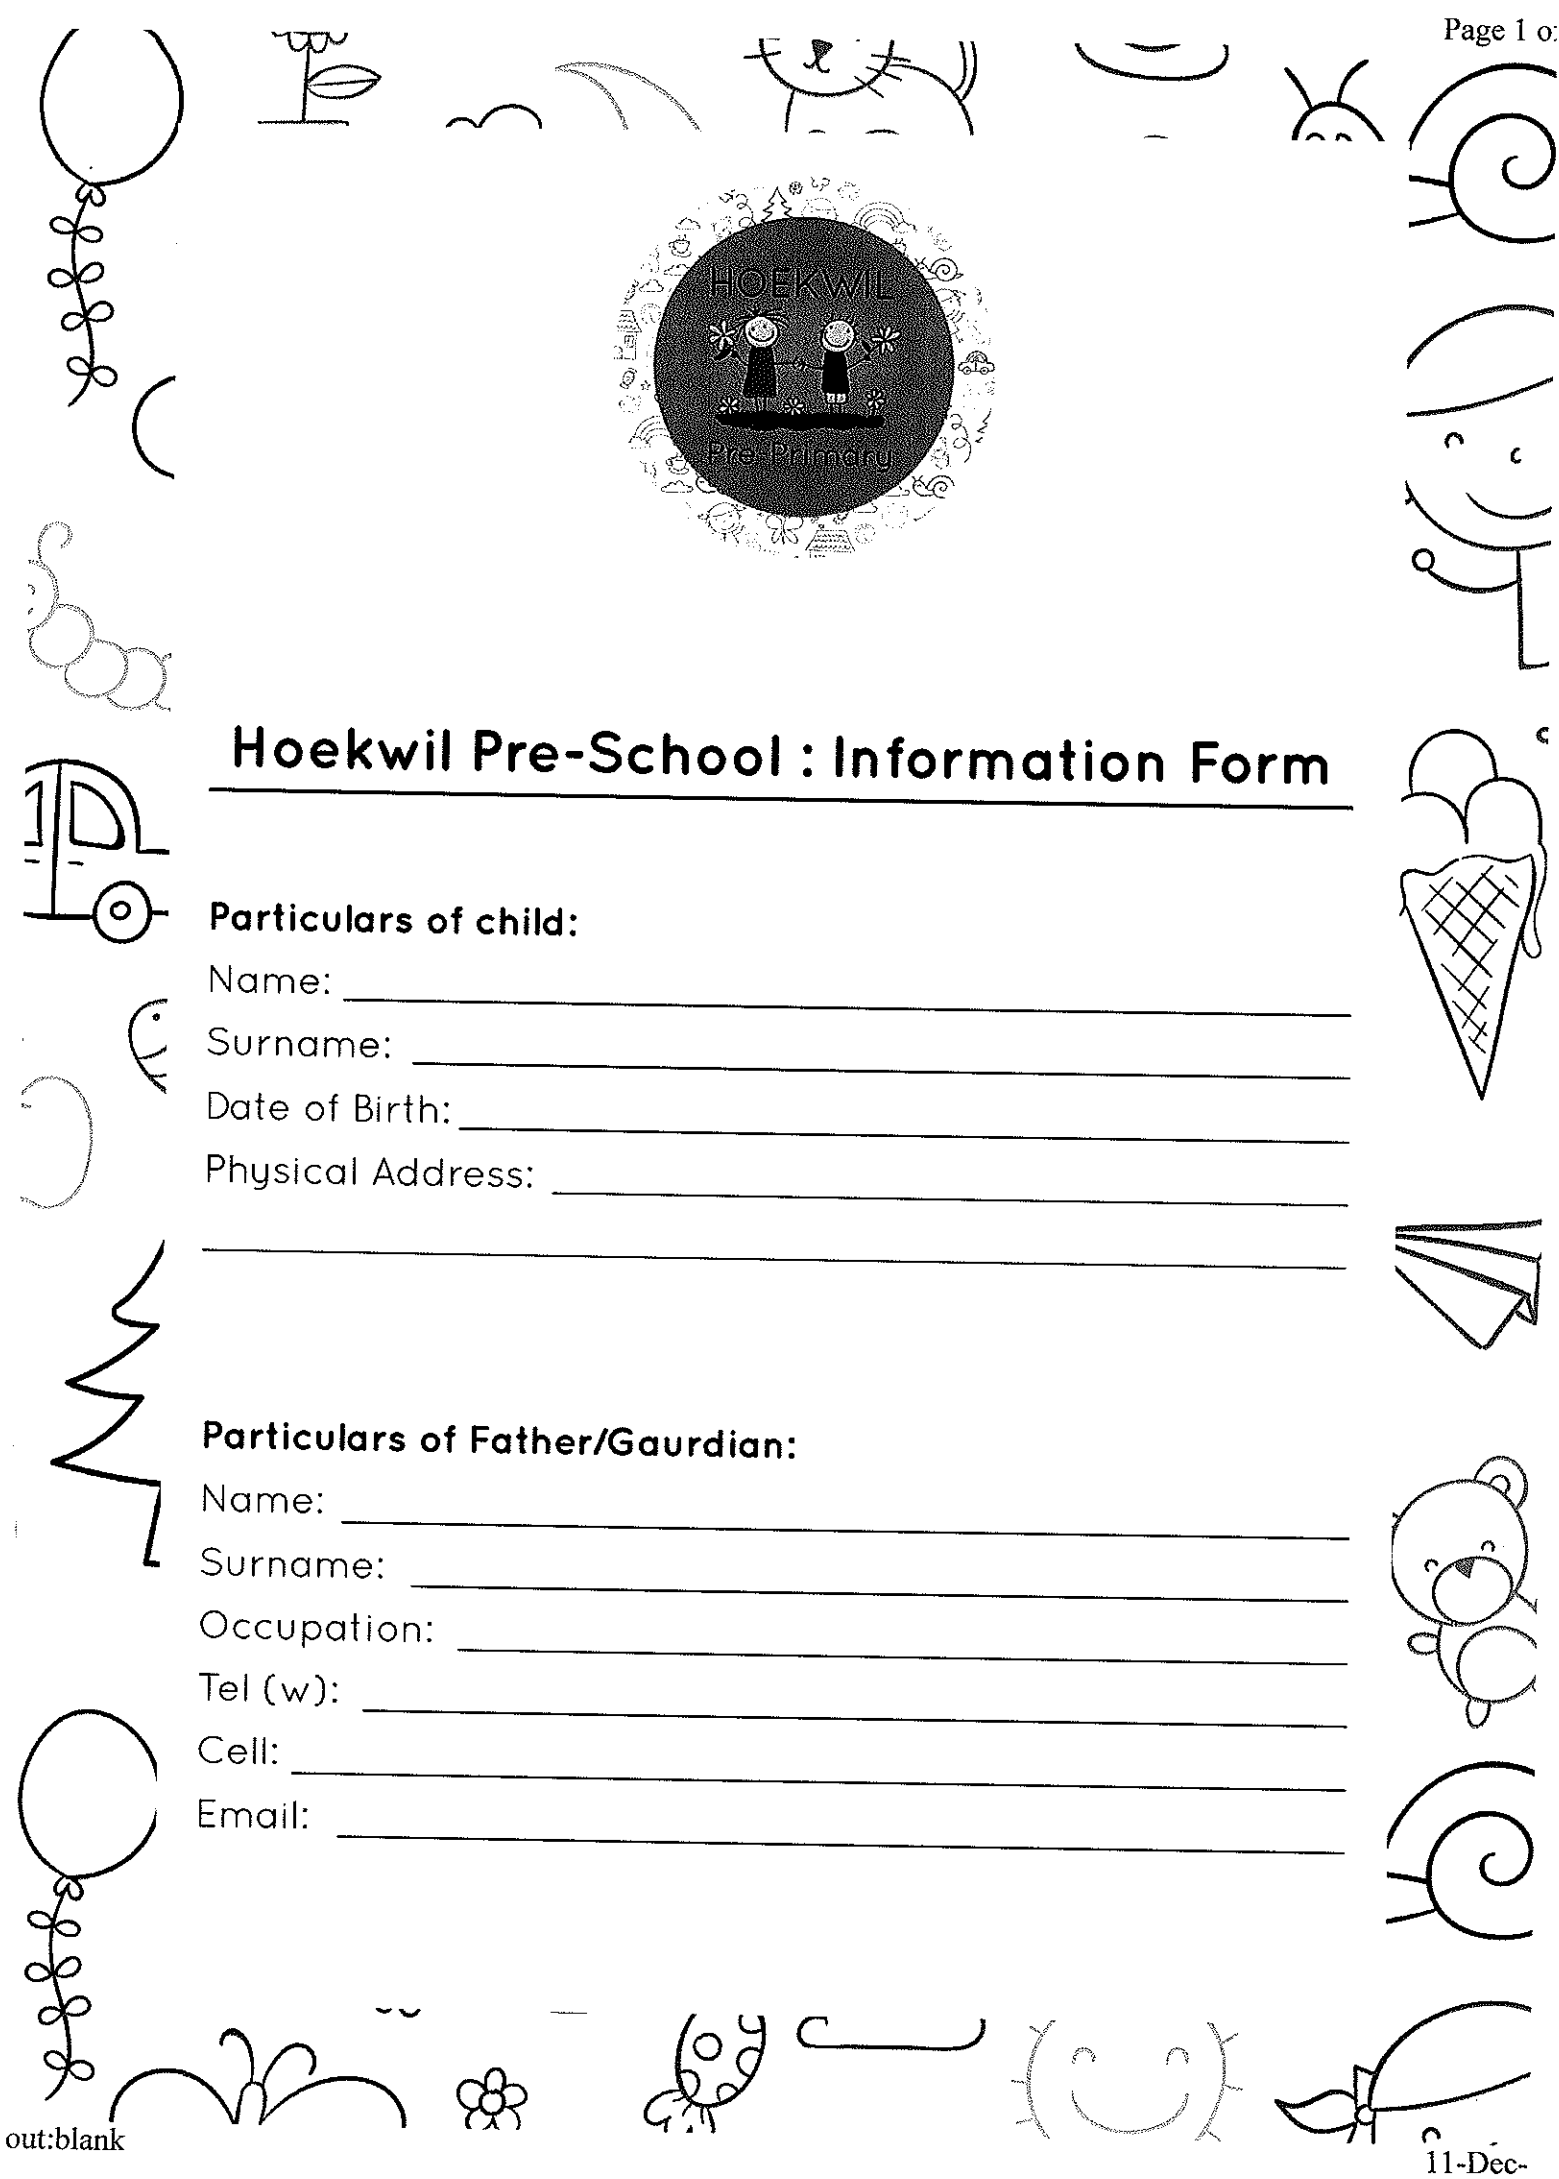 Page 1 of
HOEKWIL
Pre-Primary
Hoekwil Pre-School : Information Form
Particulars of child:
Name:
Surname:
Date of Birth:
Physical Address:
Particulars of Father/Gaurdian:
Name:
Surname:
Occupation:
Tel (w):
Cell:
Email:
out:blank
11-Dec-